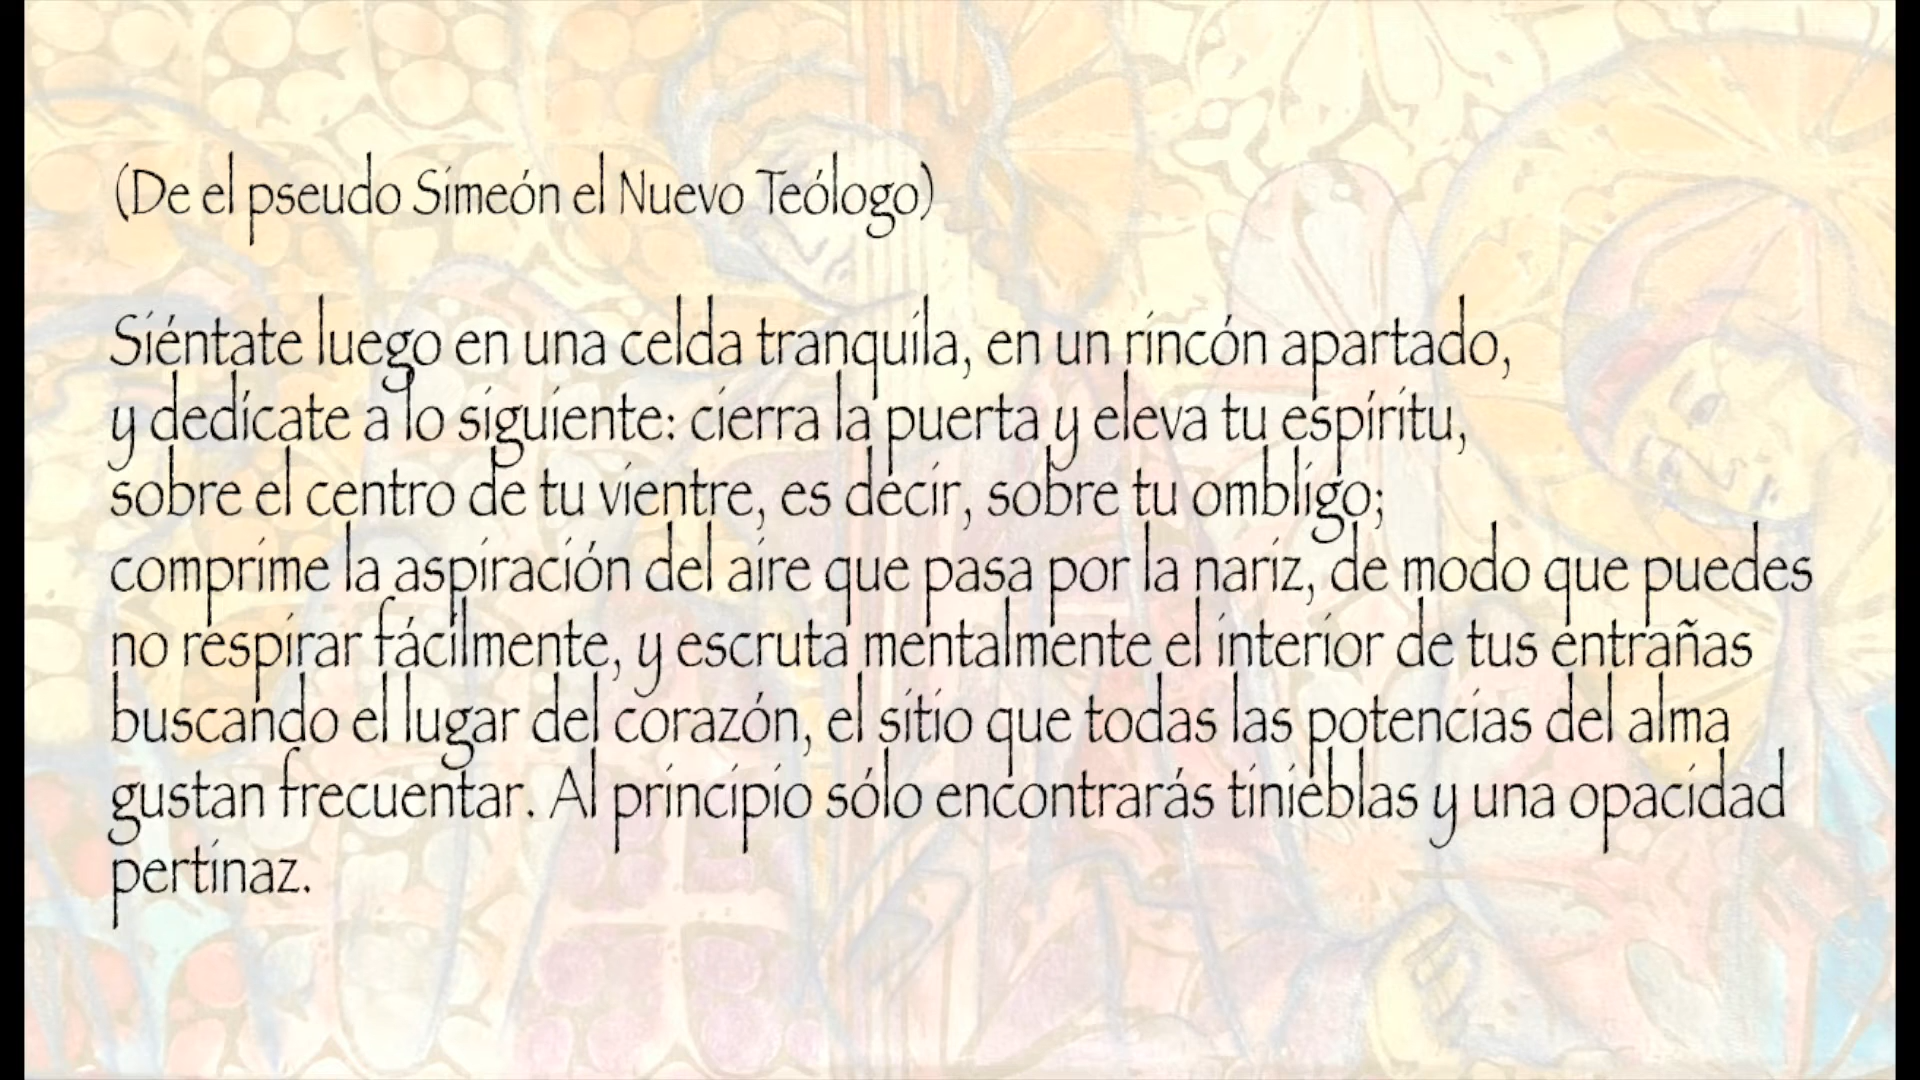 (De el pseudo Simeón el Nuevo Teólogo)
Siéntate luego en una celda tranquila, en un rincón apartado,
y dedícate a lo siguiente: cierra la puerta y eleva tu espíritu,
sobre el centro de tu vientre, es decir, sobre tu ombligo;
comprime la aspiración del aire que pasa por la nariz, de modo que puedes
no respirar fácilmente, y escruta mentalmente el interior de tus entrañas
buscando el lugar del corazón, el sitio que todas las potencias del alma
gustan frecuentar. Al principio sólo encontrarás tinieblas y una opacidad
pertinaz.